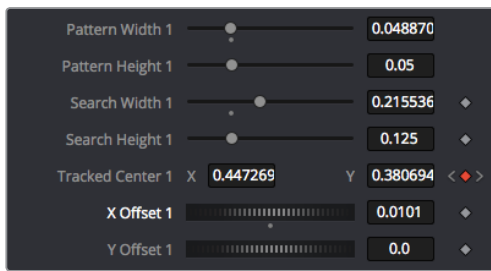 Pattern Width 1 0.048870
Pattern Height 1 0.05
Search Width 1 0.215536
Search Height 1 0.125
Tracked Center 1 X 0.447269 Y 0.380694
X Offset 1 0.0101
Y Offset 1 0.0